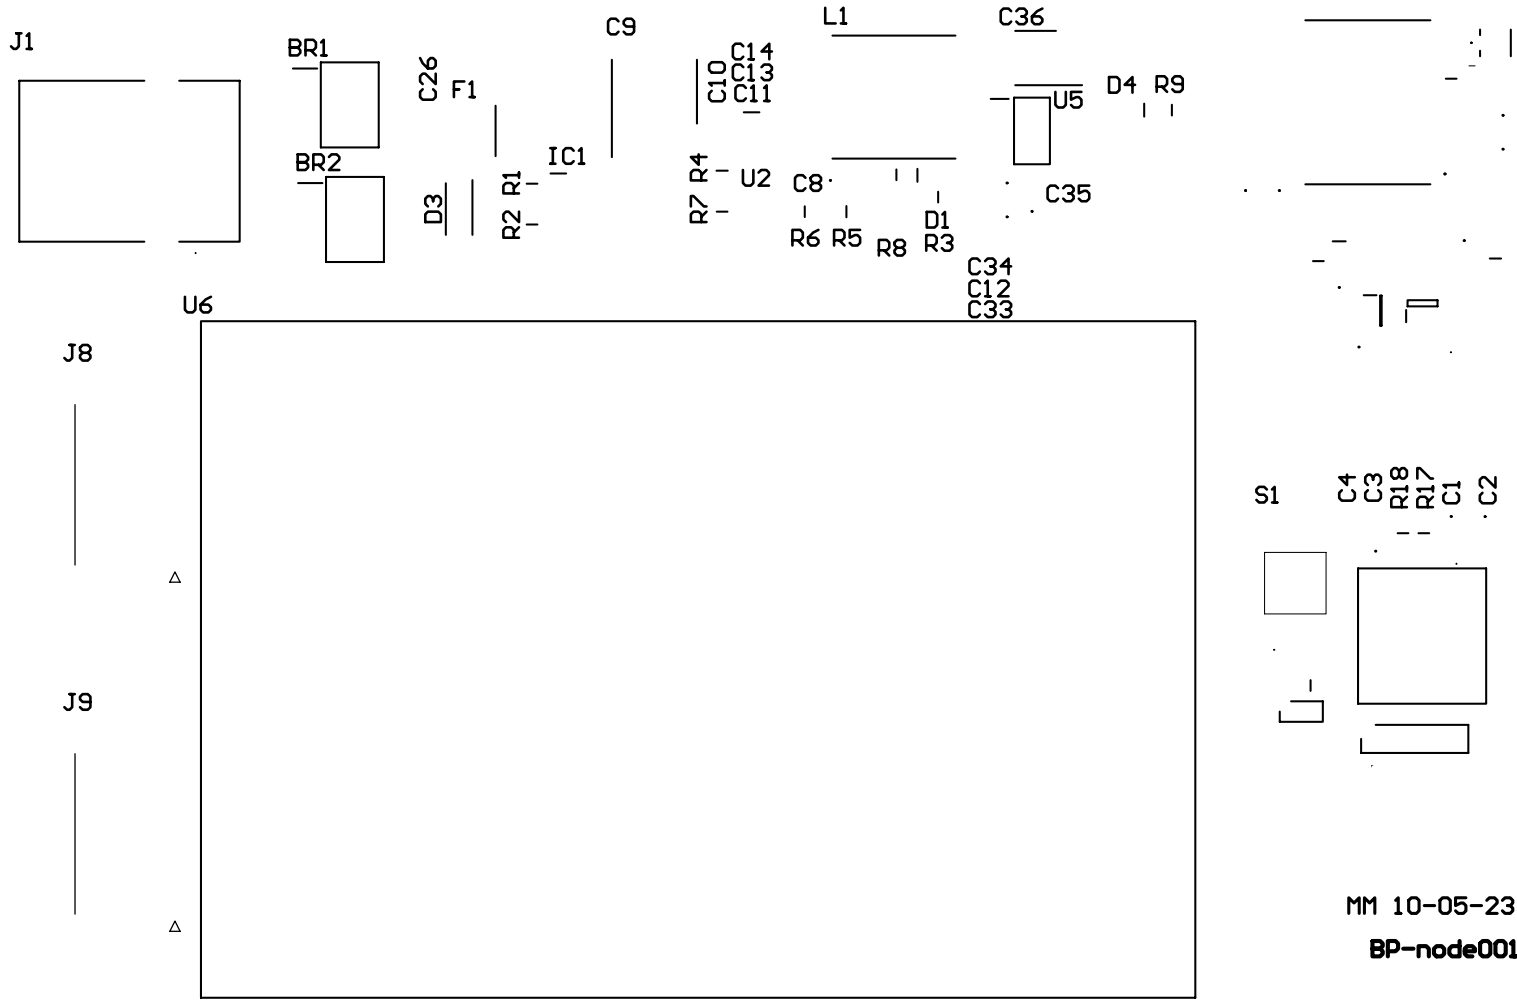 J1
BR1
C26
F1
C9
C10
C14
C13
C11
L1
C36
U5
D4 R9
BR2
D3
R1
R2
IC1
R4
R7
U2
C8
R6 R5
R8
D1
R3
C35
C34
C12
C33
U6
J8
S1
C4
C3
R18
R17
C1
C2
J9
MM 10-05-23
BP-node001